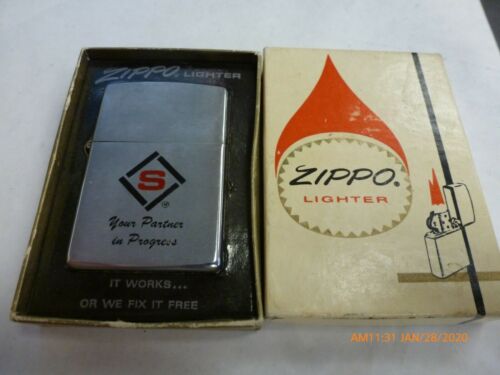 ZIPPO. LIGHTER
S
®
Your Partner
in Progress
IT WORKS...
OR WE FIX IT FREE
ZIPPO.
LIGHTER
AM11:31 JAN/28/2020